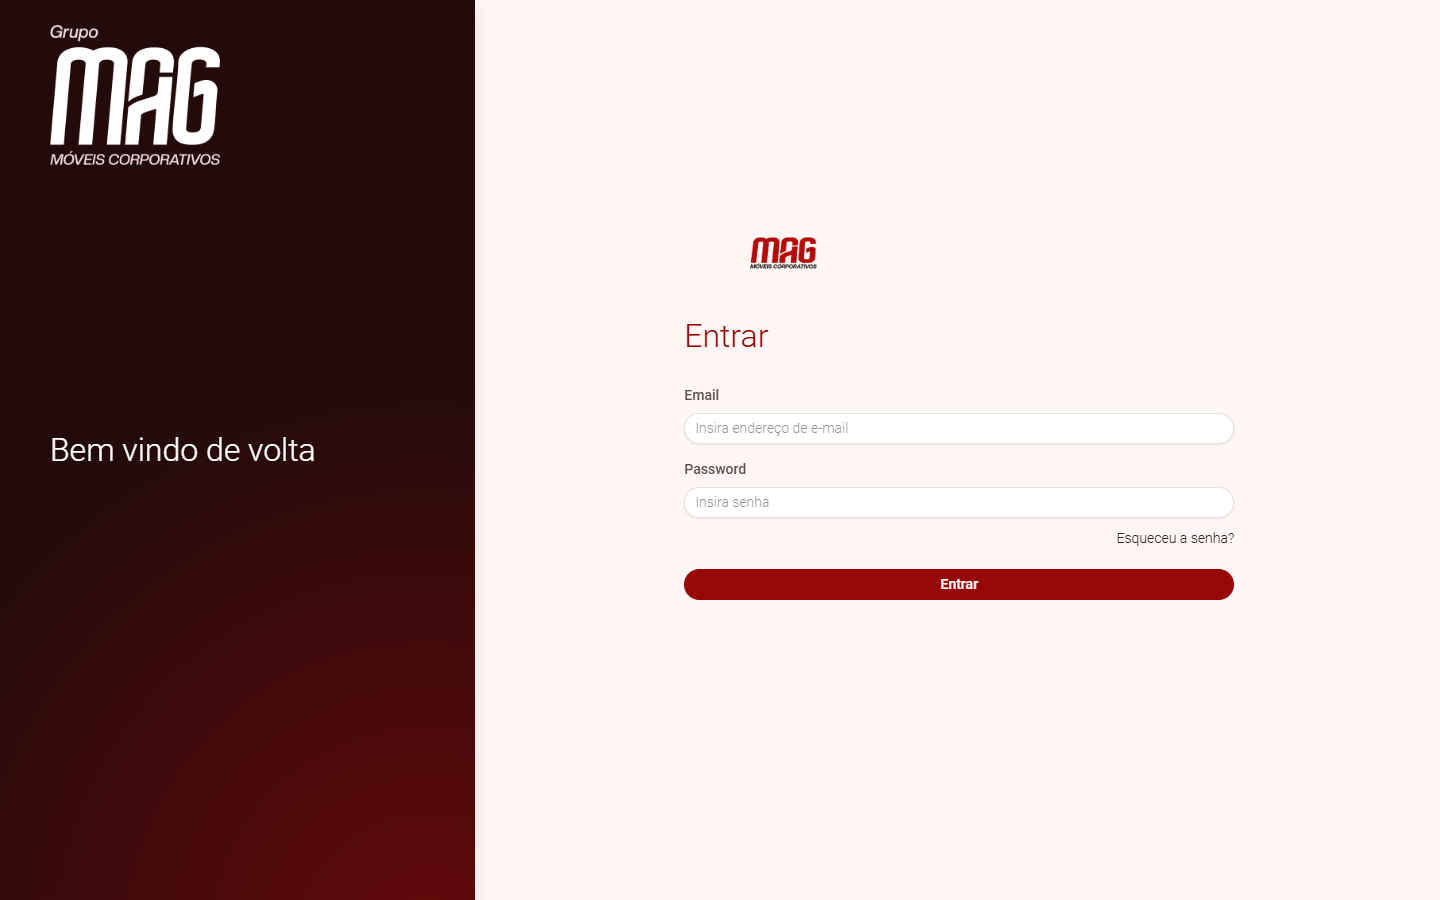 Grupo
MAG
MÓVEIS CORPORATIVOS
Bem vindo de volta
MAG
MÓVEIS CORPORATIVOS
Entrar
Email
Insira endereço de e-mail
Password
Insira senha
Esqueceu a senha?
Entrar